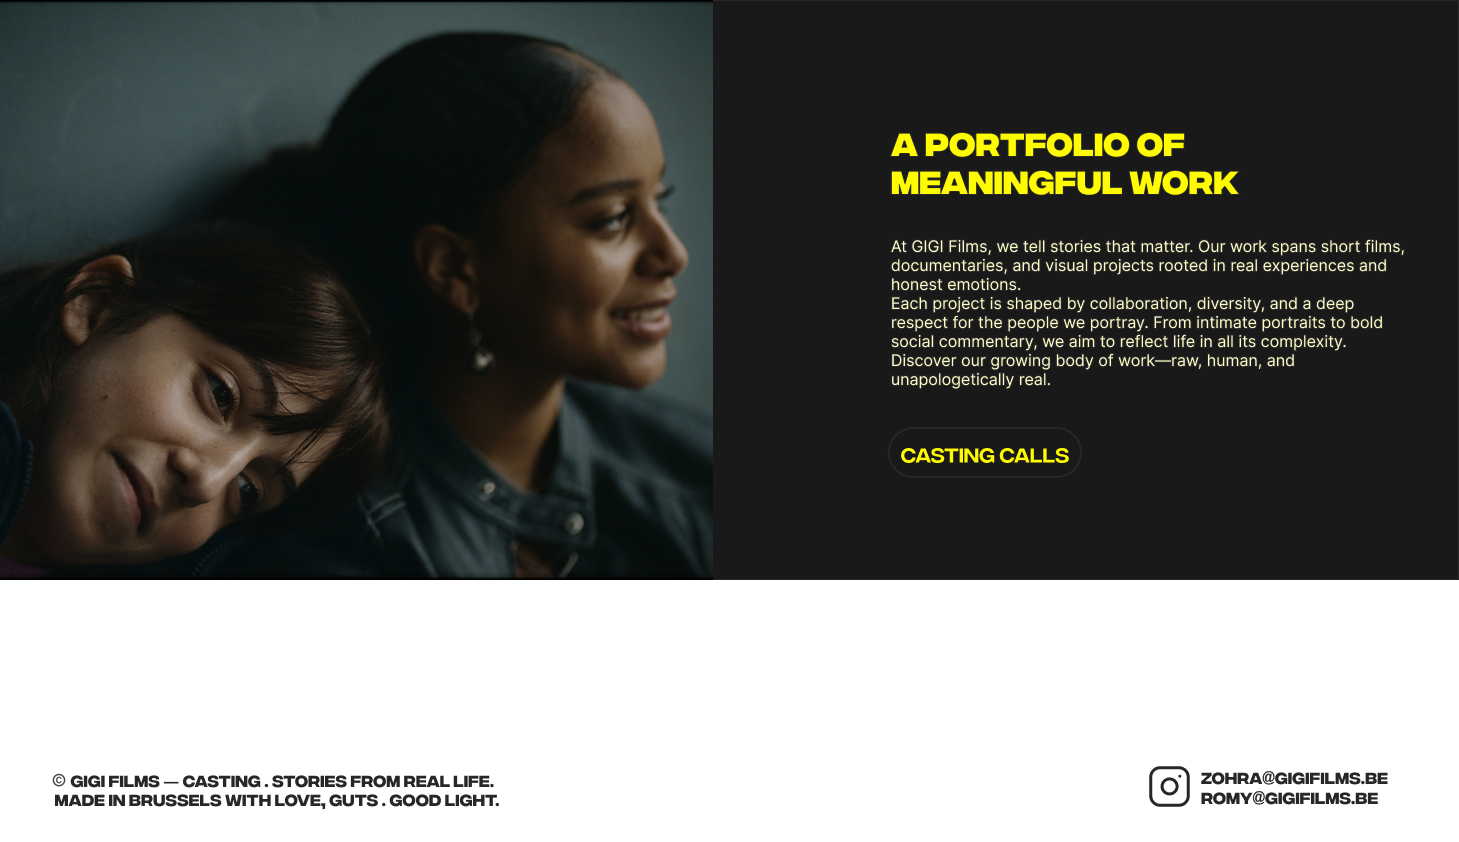 A PORTFOLIO OF
MEANINGFUL WORK
At GIGI Films, we tell stories that matter. Our work spans short films,
documentaries, and visual projects rooted in real experiences and
honest emotions.
Each project is shaped by collaboration, diversity, and a deep
respect for the people we portray. From intimate portraits to bold
social commentary, we aim to reflect life in all its complexity.
Discover our growing body of work—raw, human, and
unapologetically real.
CASTING CALLS
© GIGI FILMS — CASTING . STORIES FROM REAL LIFE.
MADE IN BRUSSELS WITH LOVE, GUTS . GOOD LIGHT.
ZOHRA@GIGIFILMS.BE
ROMY@GIGIFILMS.BE